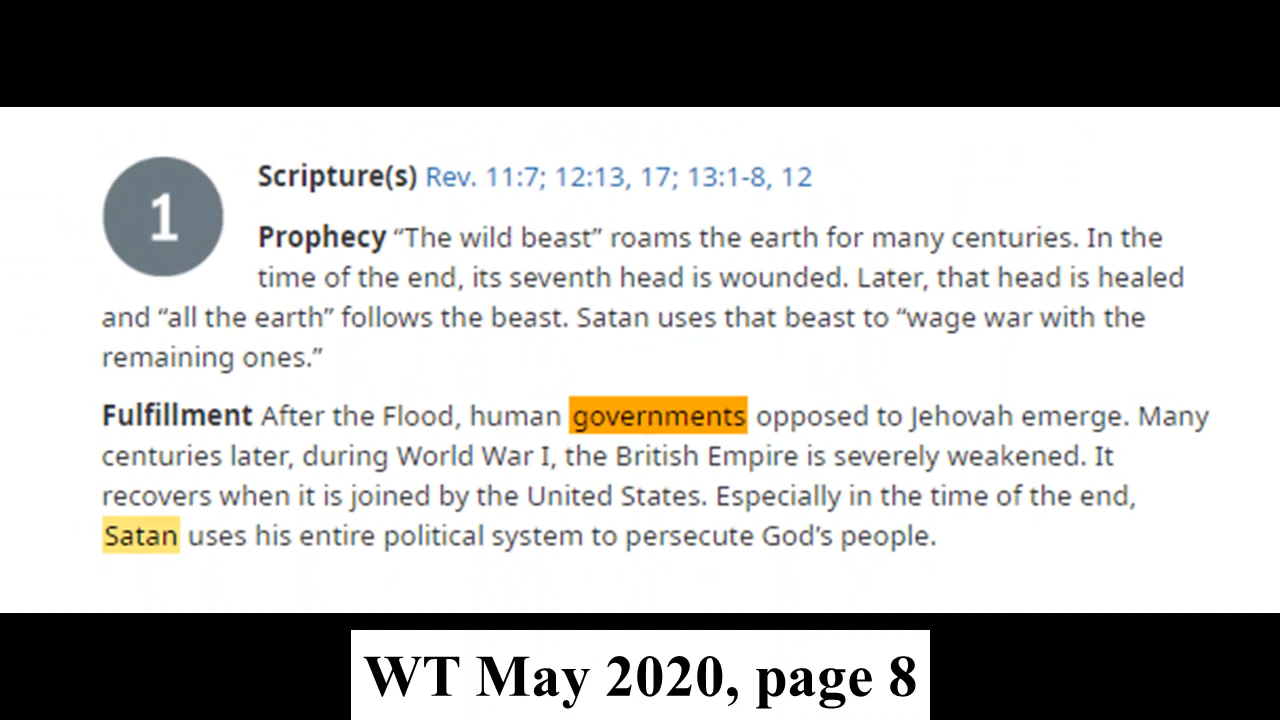 1
Scripture(s) Rev. 11:7; 12:13, 17; 13:1-8, 12
Prophecy “The wild beast” roams the earth for many centuries. In the
time of the end, its seventh head is wounded. Later, that head is healed
and “all the earth” follows the beast. Satan uses that beast to “wage war with the
remaining ones.”
Fulfillment After the Flood, human governments opposed to Jehovah emerge. Many
centuries later, during World War I, the British Empire is severely weakened. It
recovers when it is joined by the United States. Especially in the time of the end,
Satan uses his entire political system to persecute God’s people.
WT May 2020, page 8